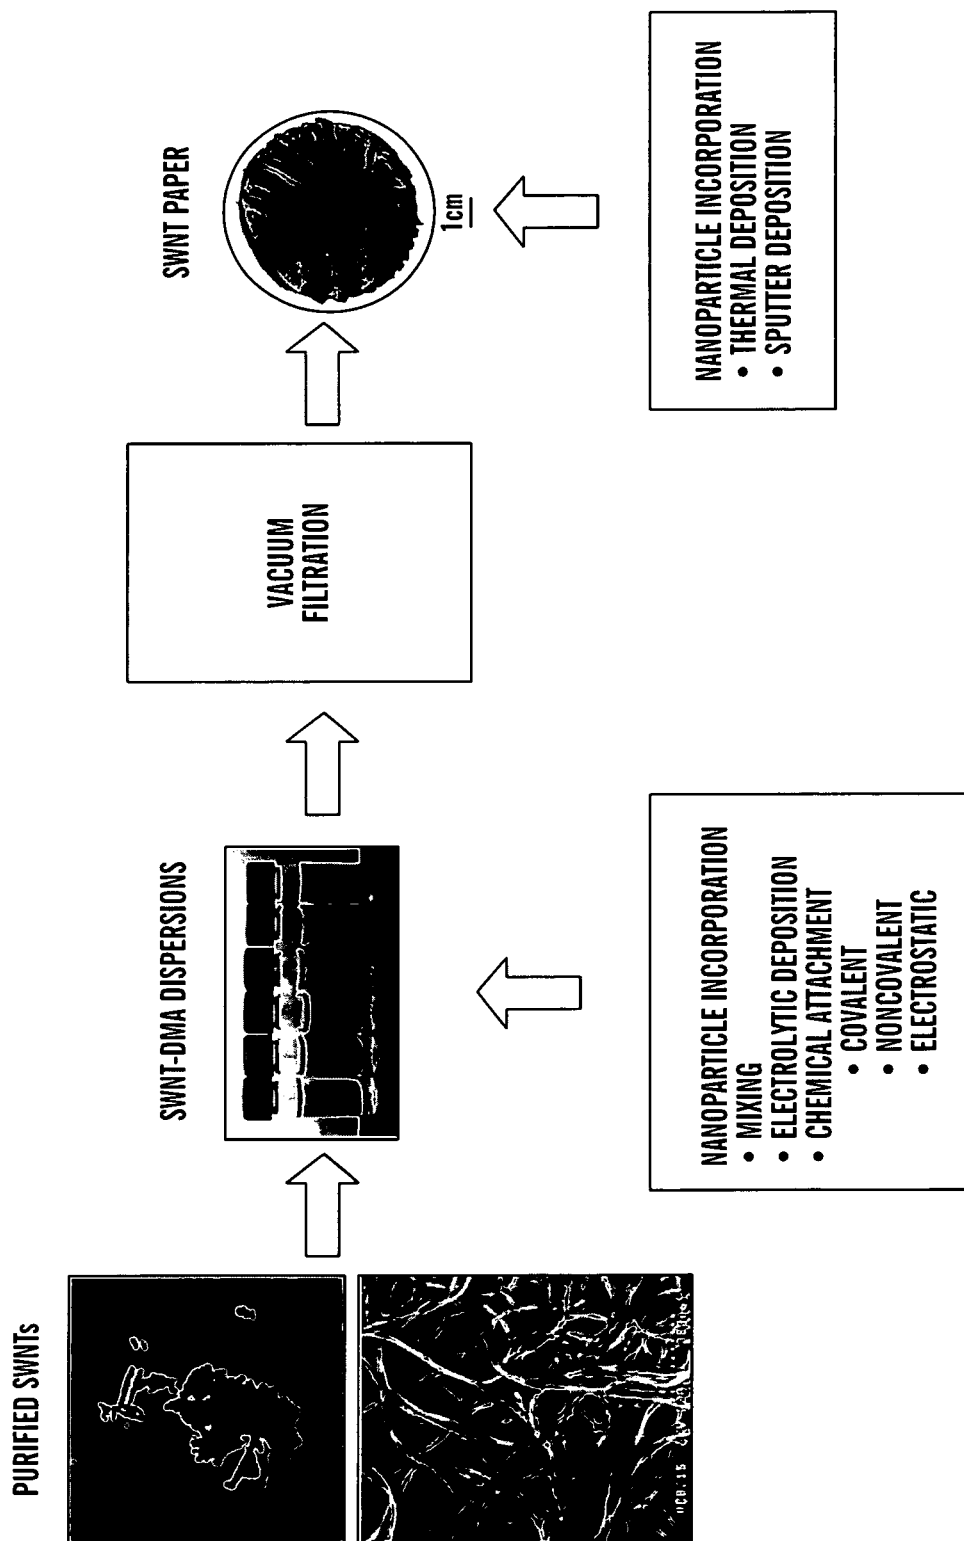 PURIFIED SWNTs
SWNT-DMA DISPERSIONS
VACUUM
FILTRATION
SWNT PAPER
1cm
NANOPARTICLE INCORPORATION
• MIXING
• ELECTROLYTIC DEPOSITION
• CHEMICAL ATTACHMENT
• COVALENT
• NONCOVALENT
• ELECTROSTATIC
NANOPARTICLE INCORPORATION
• THERMAL DEPOSITION
• SPUTTER DEPOSITION